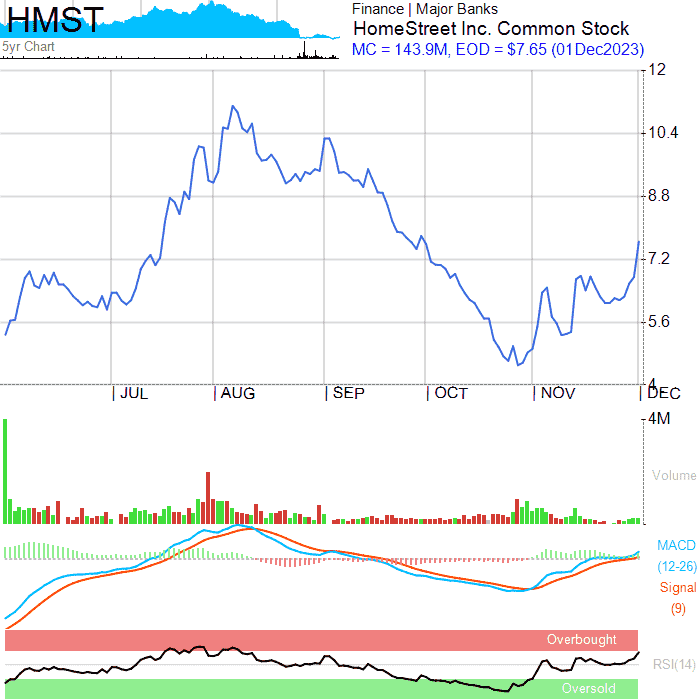 HMST
5yr Chart
Finance | Major Banks
HomeStreet Inc. Common Stock
MC = 143.9M, EOD = $7.65 (01Dec2023)
12
10.4
8.8
7.2
5.6
4
JUL AUG SEP OCT NOV DEC
4M
Volume
MACD
(12-26)
Signal
(9)
Overbought
RSI(14)
Oversold